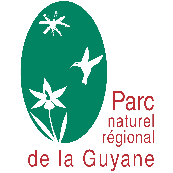 Parc
naturel
régional
de la Guyane